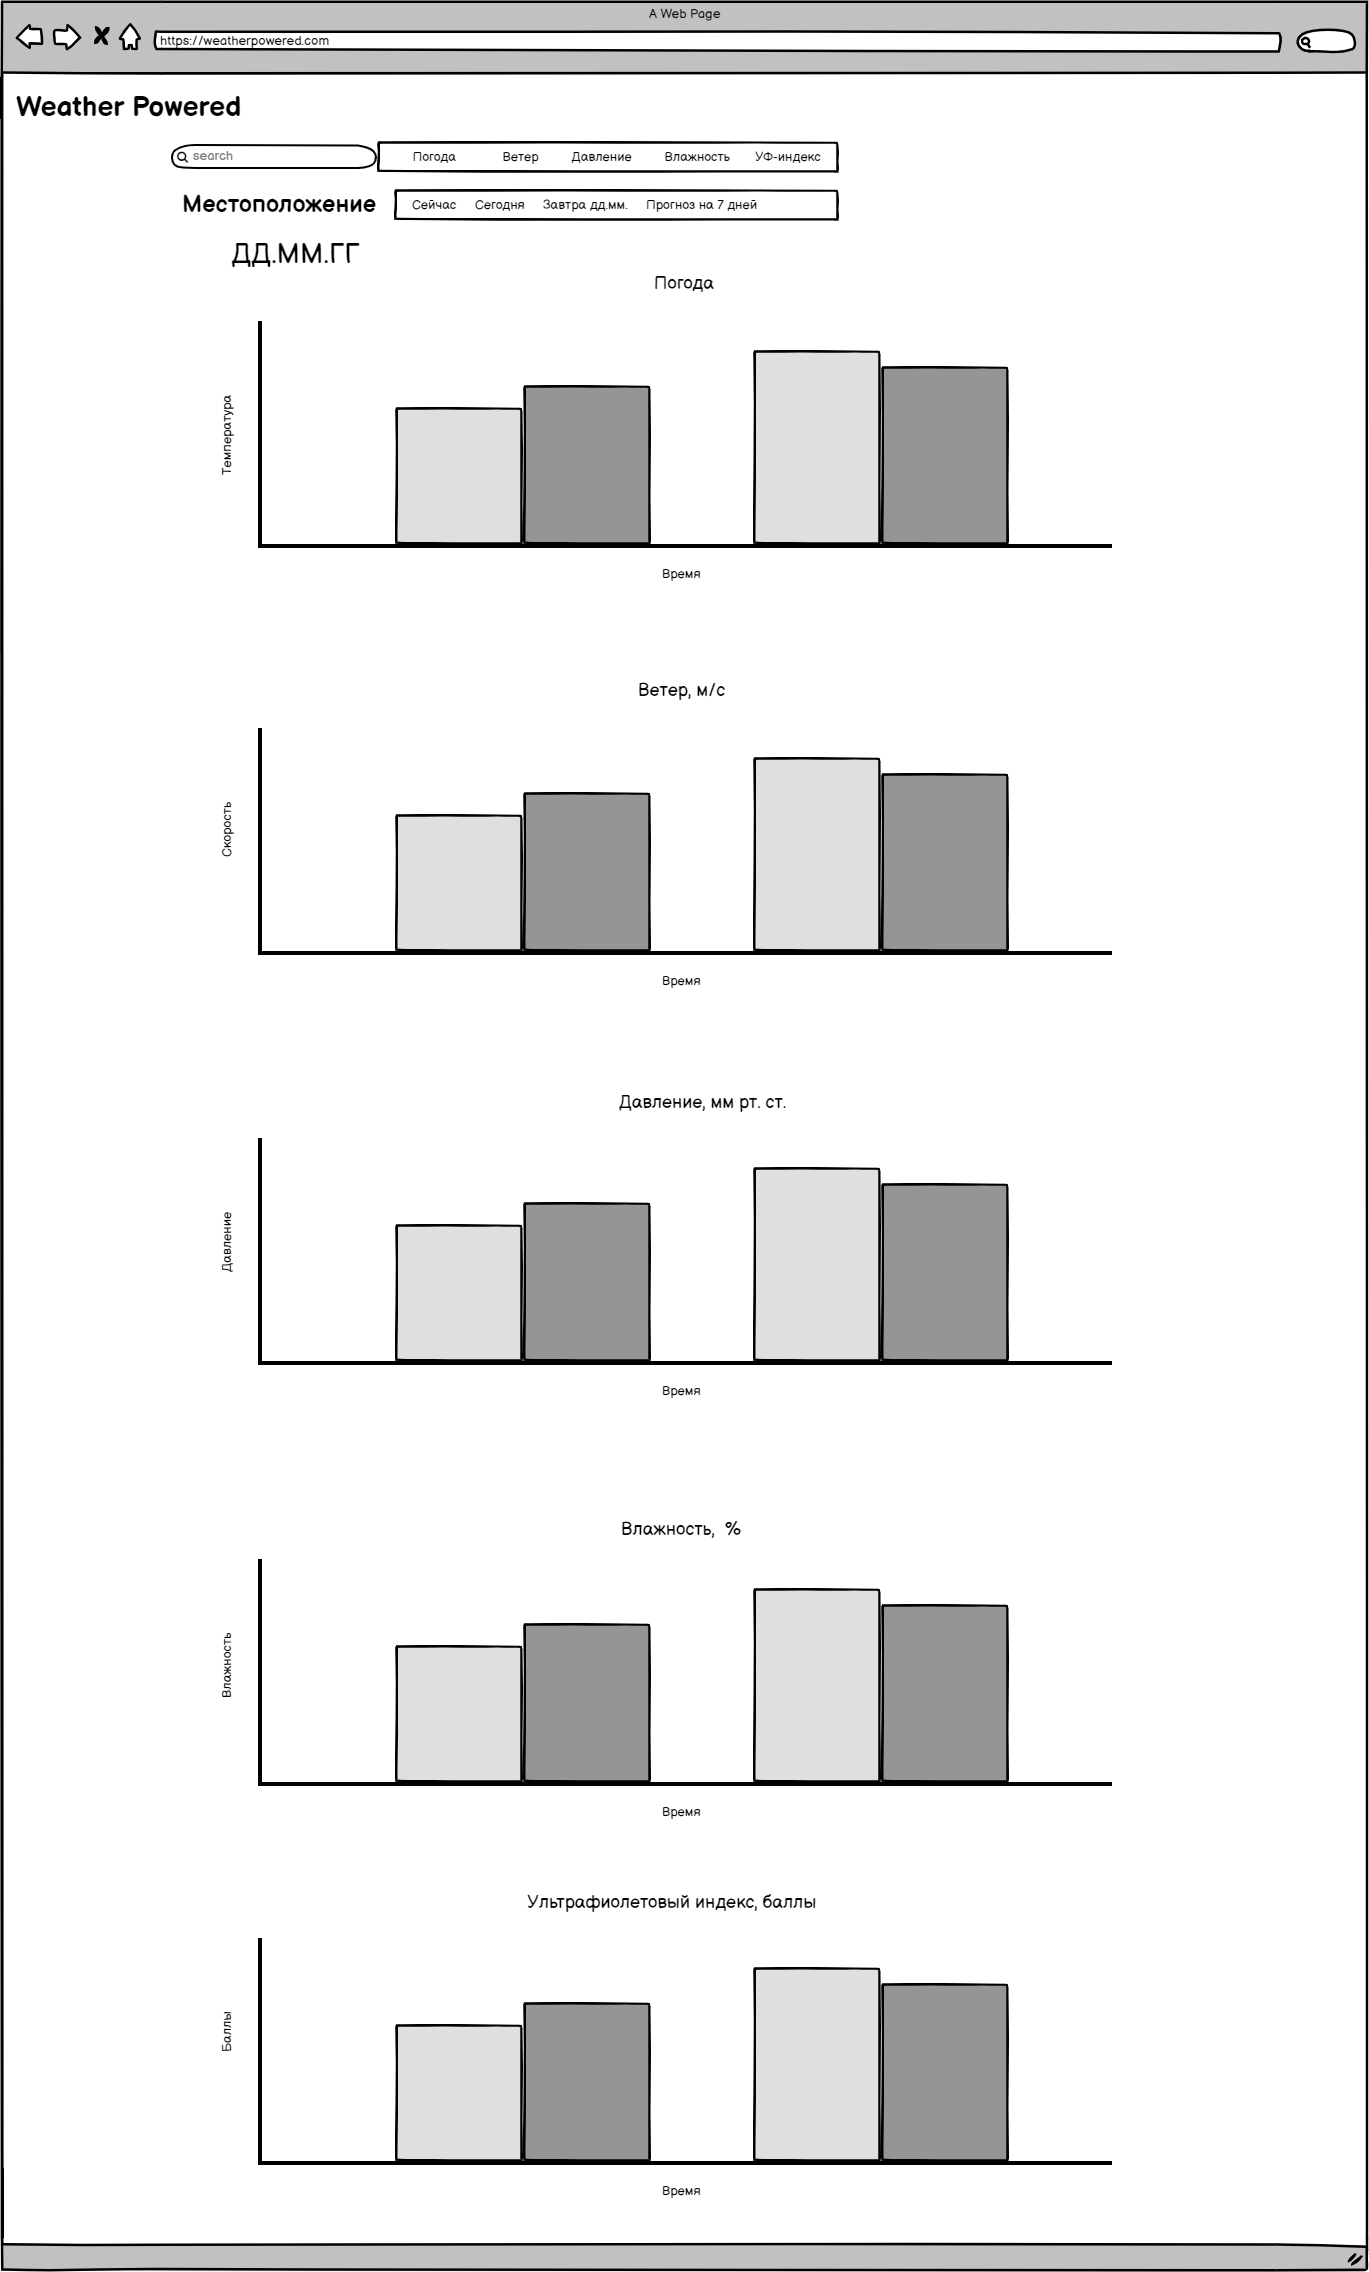 A Web Page
https://weatherpowered.com
Weather Powered
search
Погода Ветер Давление Влажность УФ-индекс
Местоположение
Сейчас Сегодня Завтра дд.мм. Прогноз на 7 дней
ДД.ММ.ГГ
Погода
Температура
Время
Ветер, м/с
Скорость
Время
Давление, мм рт. ст.
Давление
Время
Влажность, %
Влажность
Время
Ультрафиолетовый индекс, баллы
Баллы
Время